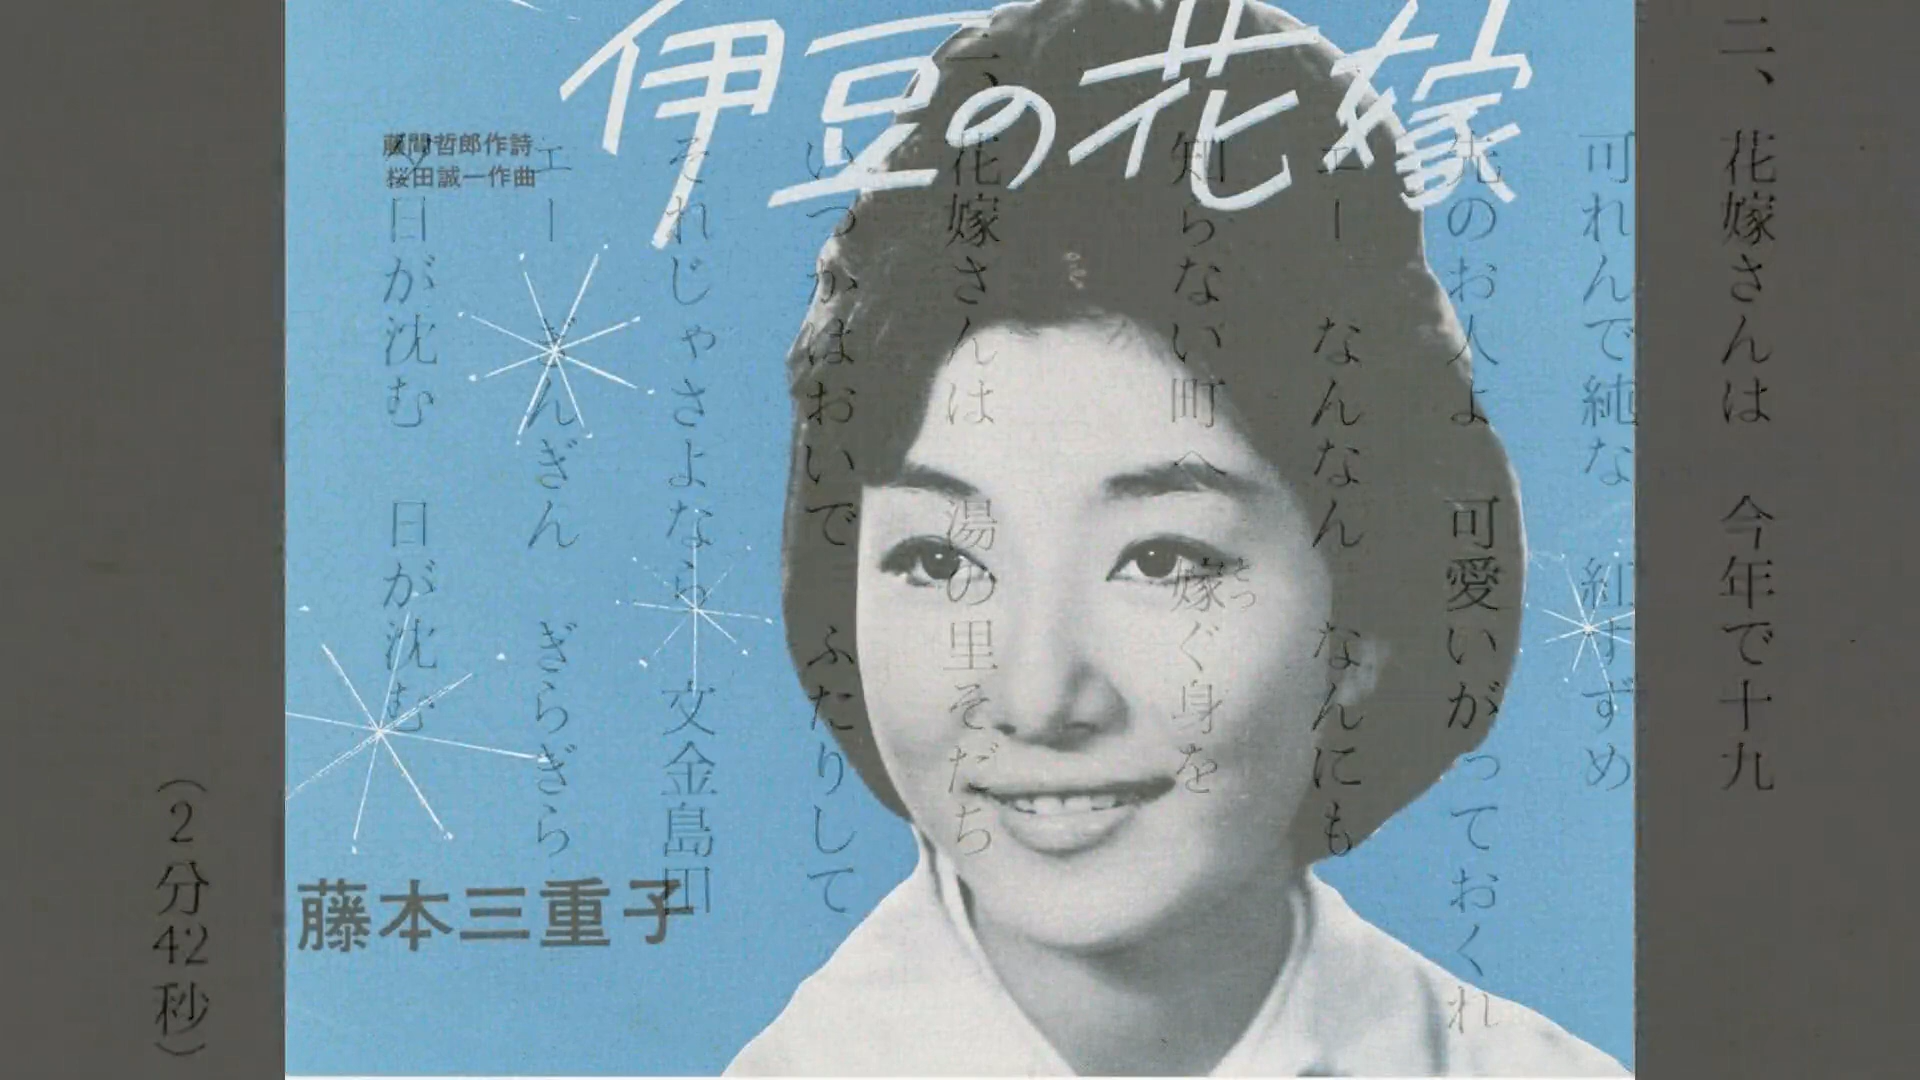 伊豆の花嫁
藤間哲郎作詩
桜田誠一作曲
藤本三重子
二、花嫁さんは 今年で十九
可れんで純な 紅すずめ
先のお人よ 可愛いがっておくれ
エー なんなん なんにも
知らない町へ 嫁ぐ身を
とつ
三、花嫁さんは 湯の里そだち
いつかはおいで ふたりして
それじゃさよなら 文金島田
エー ぎんぎん ぎらぎら
夕日が沈む 日が沈む
(2分42秒)